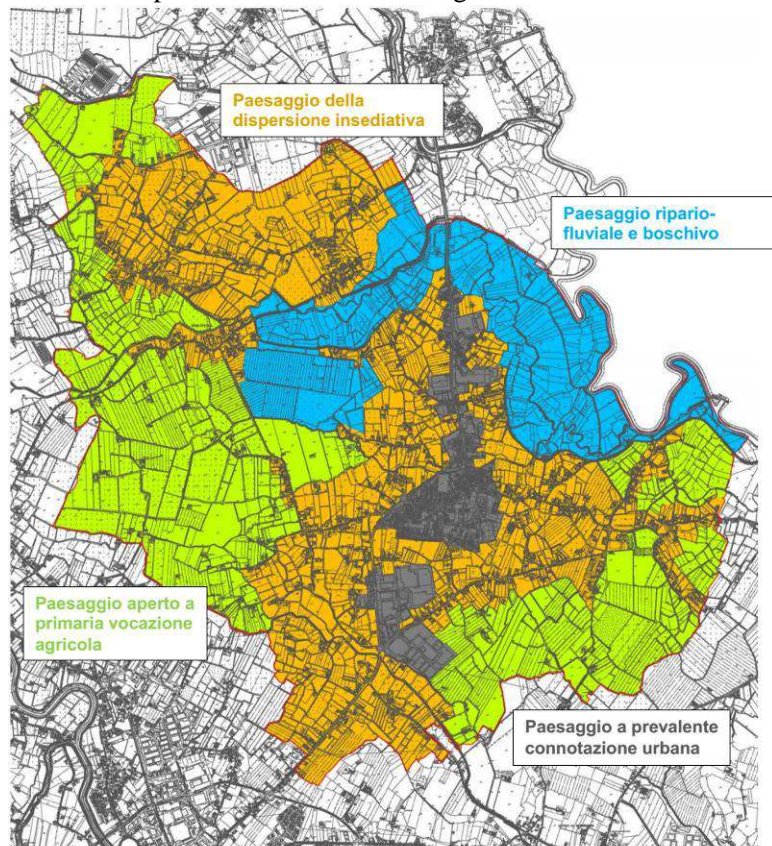 Paesaggio della
dispersione insediativa
Paesaggio ripario-
fluviale e boschivo
Paesaggio aperto a
primaria vocazione
agricola
Paesaggio a prevalente
connotazione urbana